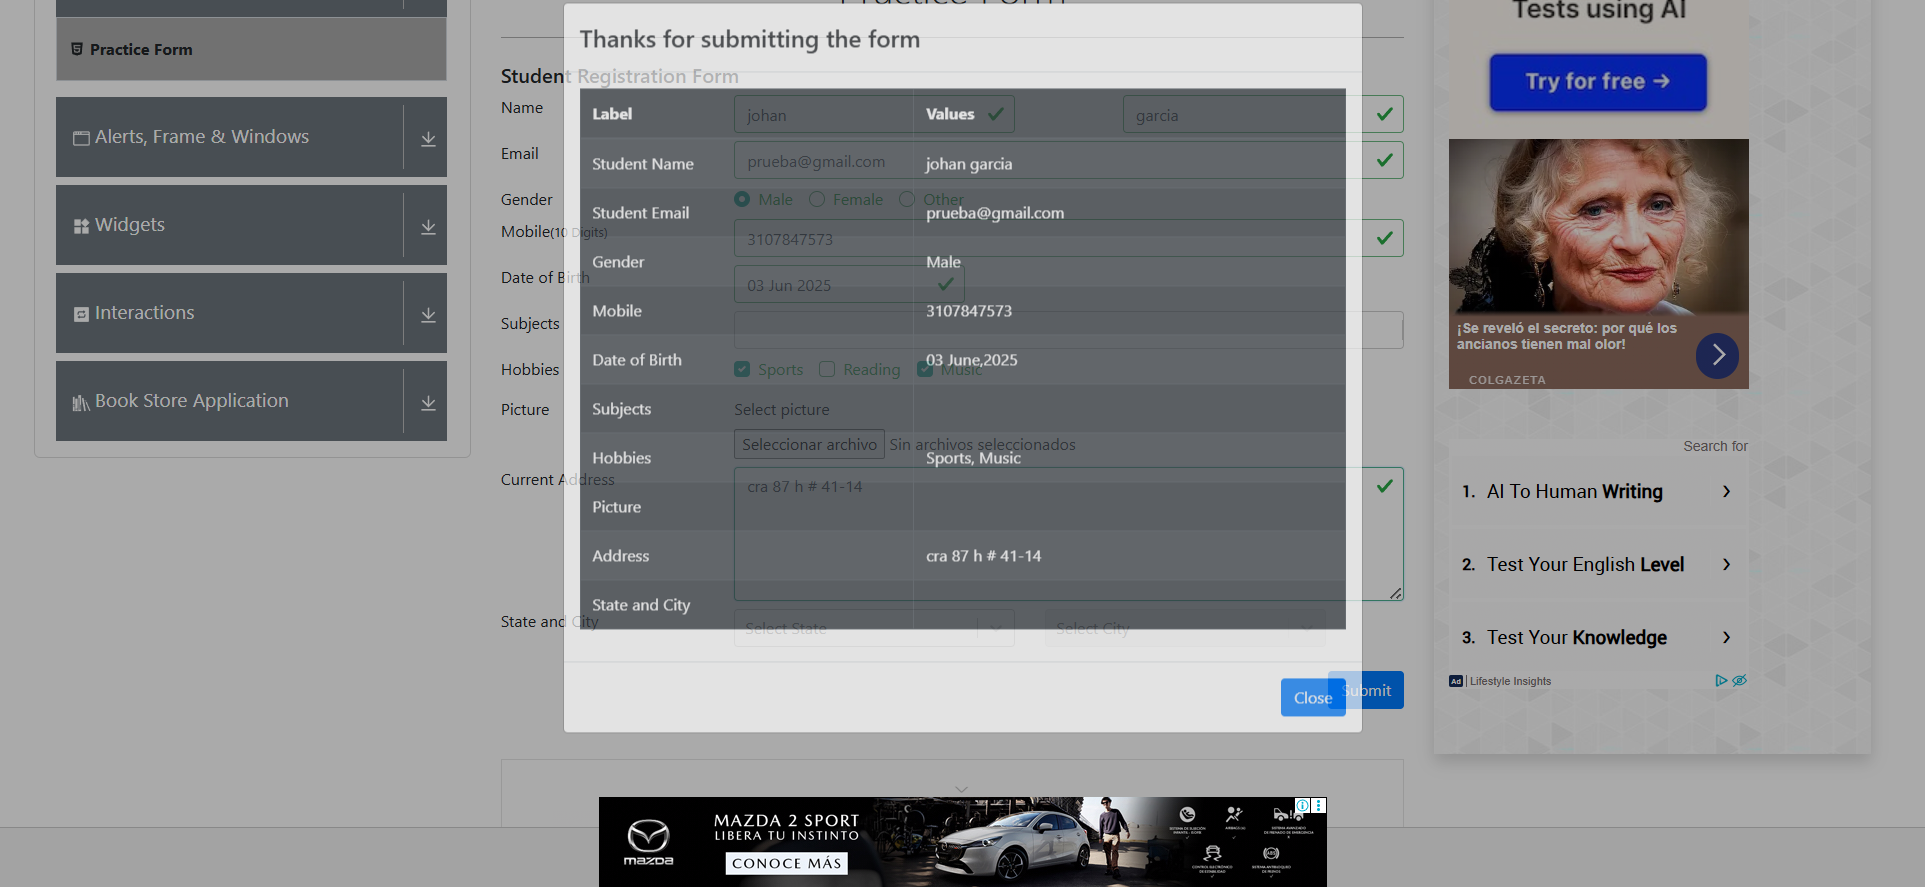 Practice Form
Practice Form
Alerts, Frame & Windows
Widgets
Interactions
Book Store Application
Thanks for submitting the form
Student Registration Form
Name
johan
garcia
Email
prueba@gmail.com
Gender
Male
Female
Other
Mobile(10 Digits)
3107847573
Date of Birth
03 Jun 2025
Subjects
Hobbies
Sports
Reading
Music
Picture
Select picture
Seleccionar archivo Sin archivos seleccionados
Current Address
cra 87 h # 41-14
State and City
Select State
Select City
Submit
Label Values
Student Name johan garcia
Student Email prueba@gmail.com
Gender Male
Mobile 3107847573
Date of Birth 03 June,2025
Subjects
Hobbies Sports, Music
Picture
Address cra 87 h # 41-14
State and City
Close
Tests using AI
Try for free →
¡Se reveló el secreto: por qué los
ancianos tienen mal olor!
COLGAZETA
Search for
1. AI To Human Writing
2. Test Your English Level
3. Test Your Knowledge
Ad | Lifestyle Insights
mazda
MAZDA 2 SPORT
LIBERA TU INSTINTO
CONOCE MÁS